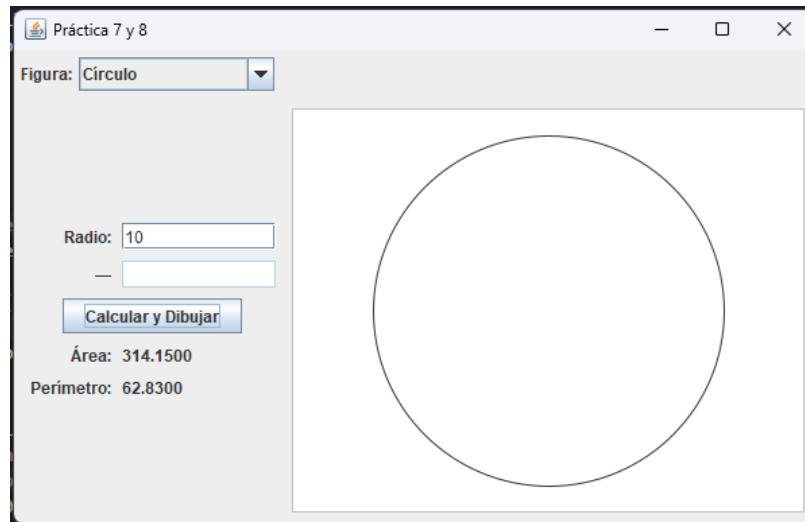 Práctica 7 y 8
Figura: Círculo
Radio: 10
—
Calcular y Dibujar
Área: 314.1500
Perímetro: 62.8300